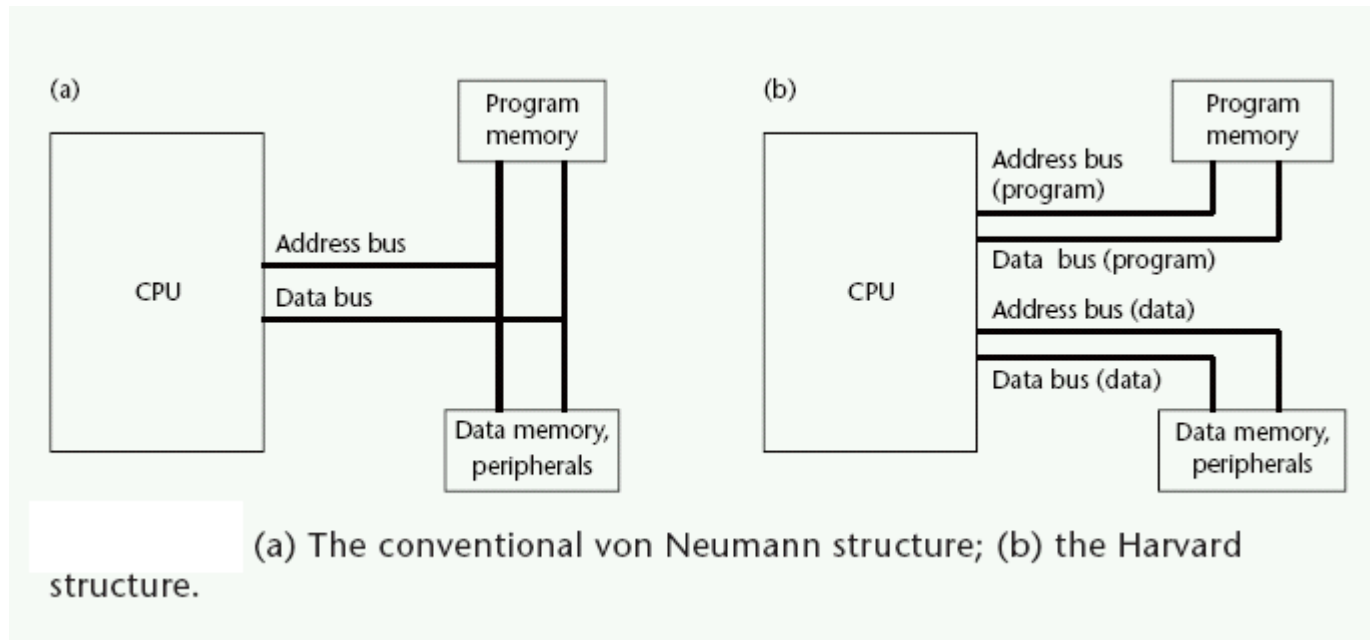 (a)
Program
memory
Address bus
Data bus
CPU
Data memory,
peripherals
(b)
Program
memory
Address bus
(program)
Data bus (program)
CPU
Address bus (data)
Data bus (data)
Data memory,
peripherals
(a) The conventional von Neumann structure; (b) the Harvard
structure.